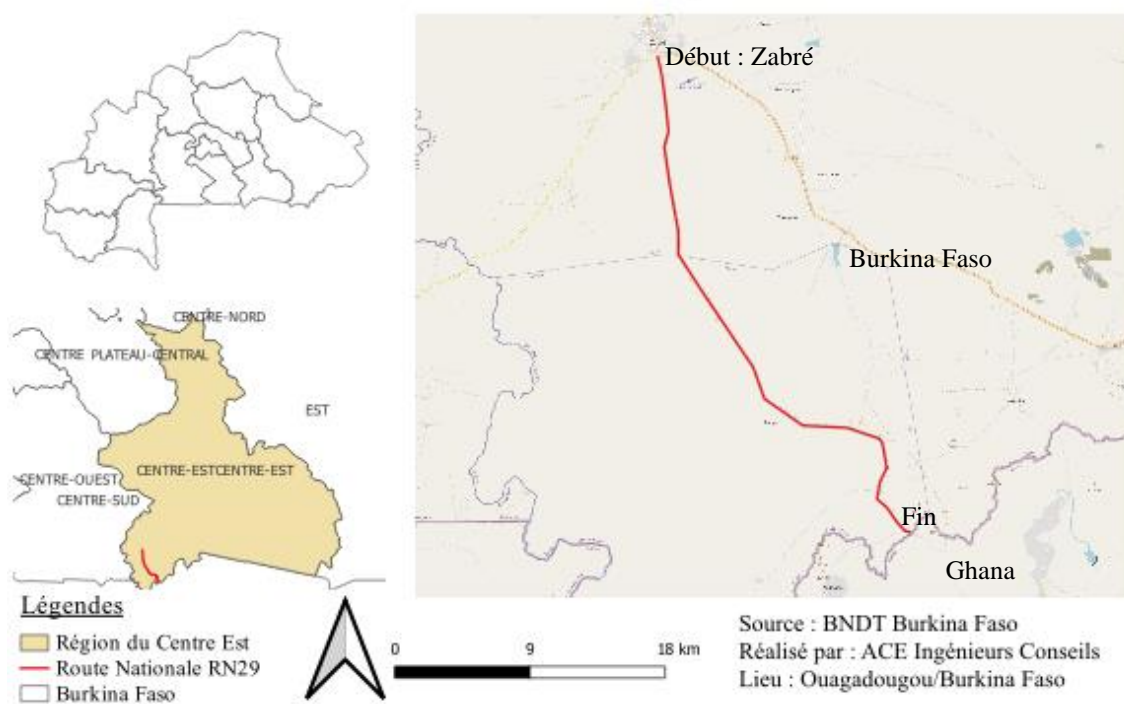 Début : Zabré
Burkina Faso
Fin
Ghana
CENTRE-NORD
CENTRE PLATEAU-CENTRAL
EST
CENTRE-ESTCENTRE-EST
CENTRE-OUEST
CENTRE-SUD
Légendes
Région du Centre Est
Route Nationale RN29
Burkina Faso
0 9 18 km
Source : BNDT Burkina Faso
Réalisé par : ACE Ingénieurs Conseils
Lieu : Ouagadougou/Burkina Faso